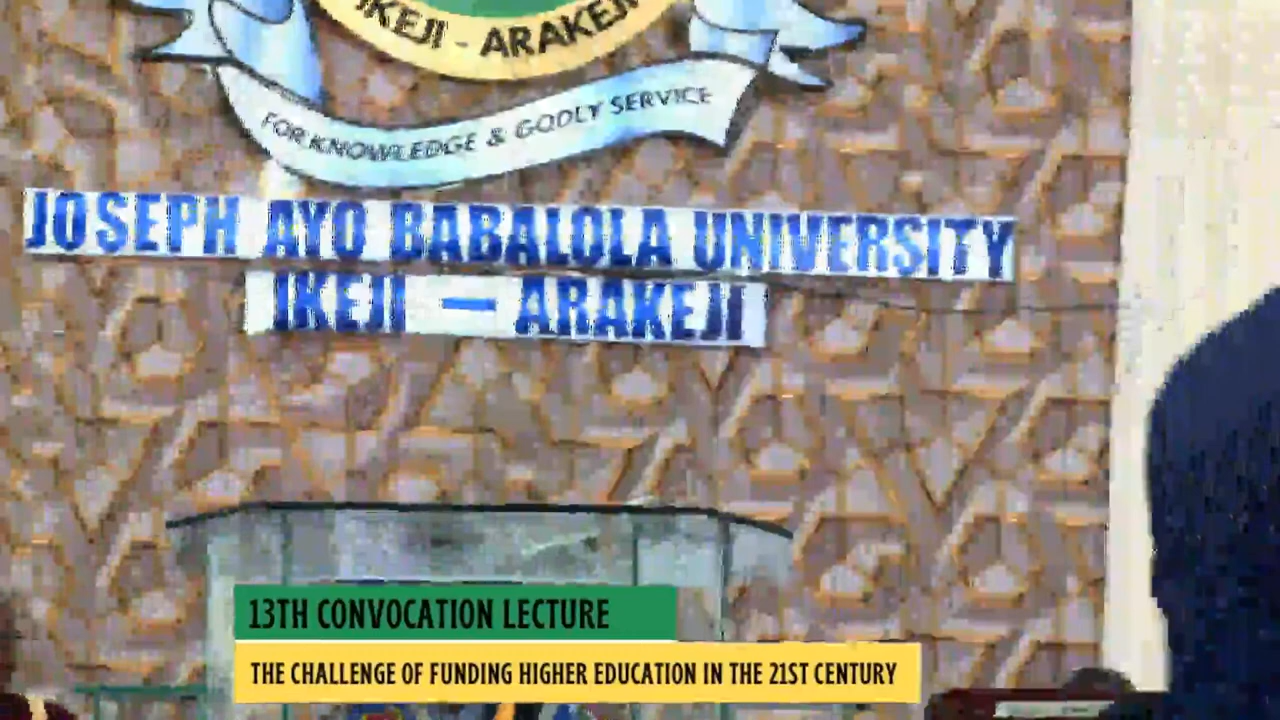 IKEJI - ARAKEJI
FOR KNOWLEDGE & GODLY SERVICE
JOSEPH AYO BABALOLA UNIVERSITY
IKEJI — ARAKEJI
13TH CONVOCATION LECTURE
THE CHALLENGE OF FUNDING HIGHER EDUCATION IN THE 21ST CENTURY